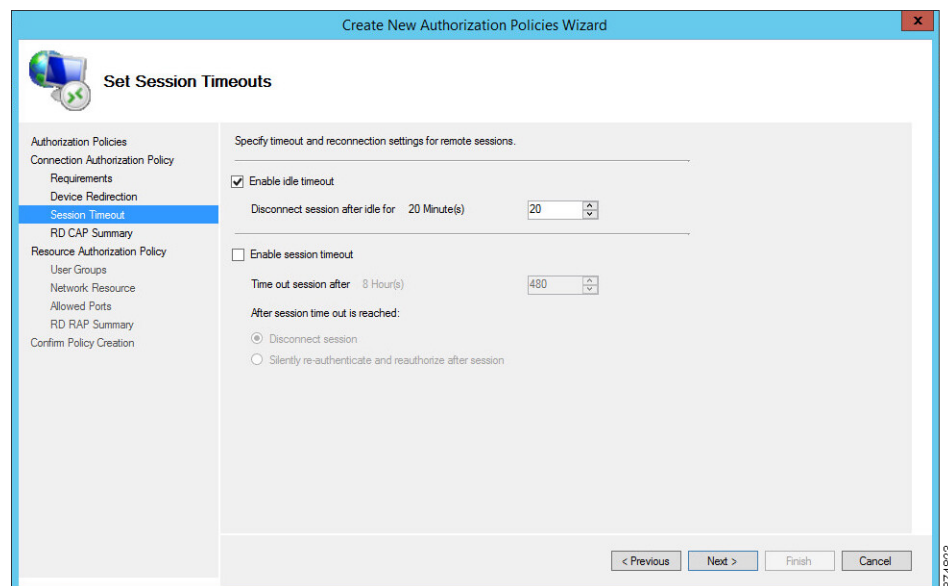 Create New Authorization Policies Wizard
x
Set Session Timeouts
Authorization Policies
Connection Authorization Policy
Requirements
Device Redirection
Session Timeout
RD CAP Summary
Resource Authorization Policy
User Groups
Network Resource
Allowed Ports
RD RAP Summary
Confirm Policy Creation
Specify timeout and reconnection settings for remote sessions.
Enable idle timeout
Disconnect session after idle for 20 Minute(s) 20
Enable session timeout
Time out session after 8 Hour(s) 480
After session time out is reached:
Disconnect session
Silently re-authenticate and reauthorize after session
< Previous Next > Finish Cancel